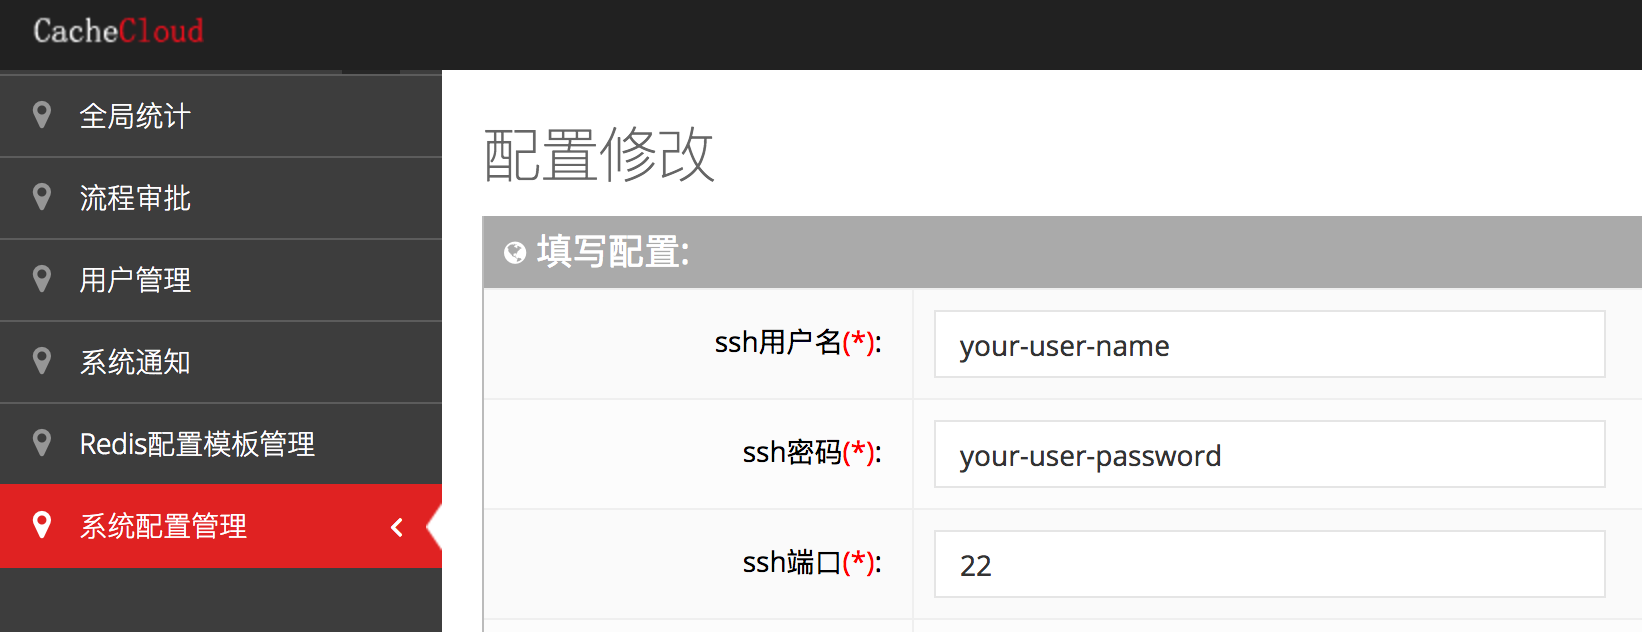 CacheCloud
全局统计
流程审批
用户管理
系统通知
Redis配置模板管理
系统配置管理
配置修改
填写配置:
ssh用户名(*): your-user-name
ssh密码(*): your-user-password
ssh端口(*): 22